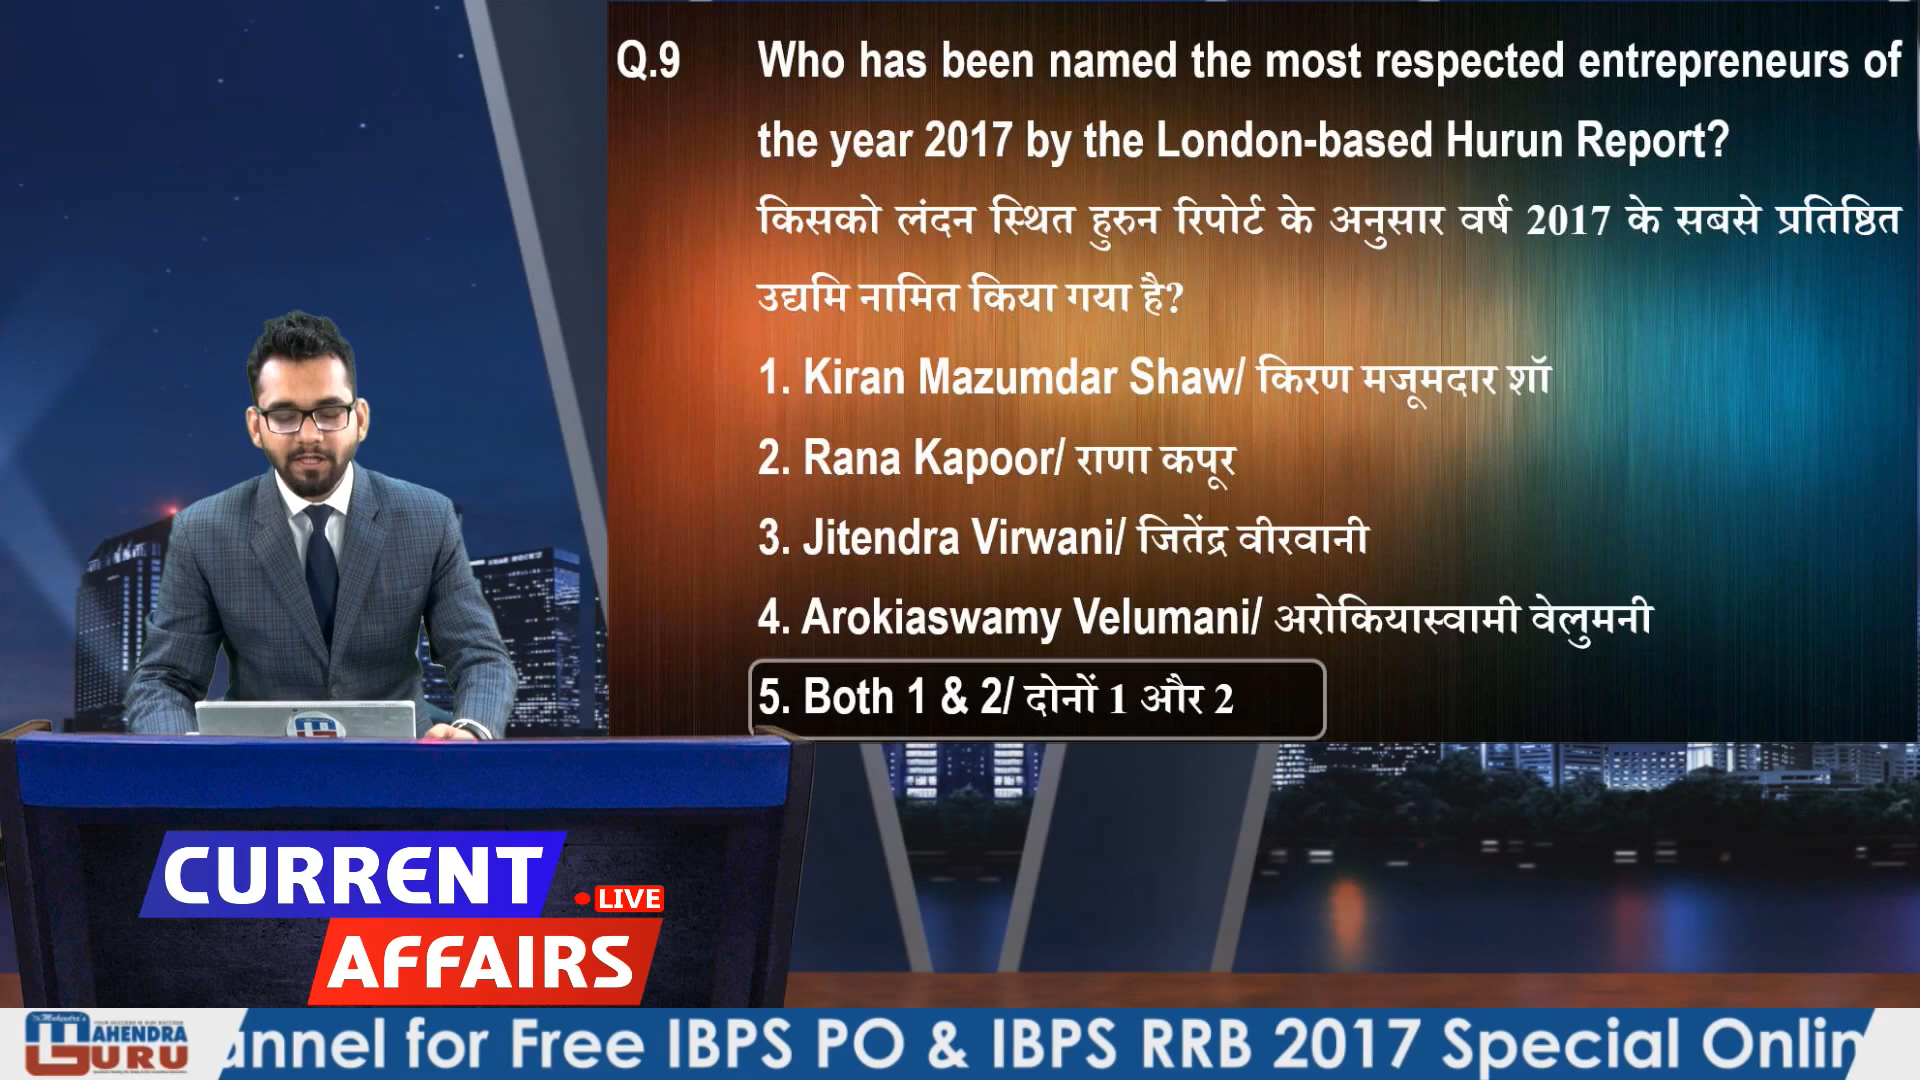 Q.9 Who has been named the most respected entrepreneurs of
the year 2017 by the London-based Hurun Report?
किसको लंदन स्थित हुरुन रिपोर्ट के अनुसार वर्ष 2017 के सबसे प्रतिष्ठित
उद्यमि नामित किया गया है?
1. Kiran Mazumdar Shaw/ किरण मजूमदार शॉ
2. Rana Kapoor/ राणा कपूर
3. Jitendra Virwani/ जितेंद्र वीरवानी
4. Arokiaswamy Velumani/ अरोकियास्वामी वेलुमनी
5. Both 1 & 2/ दोनों 1 और 2
CURRENT
LIVE
AFFAIRS
Mahendra's
AHENDRA
GURU
annel for Free IBPS PO & IBPS RRB 2017 Special Onlin